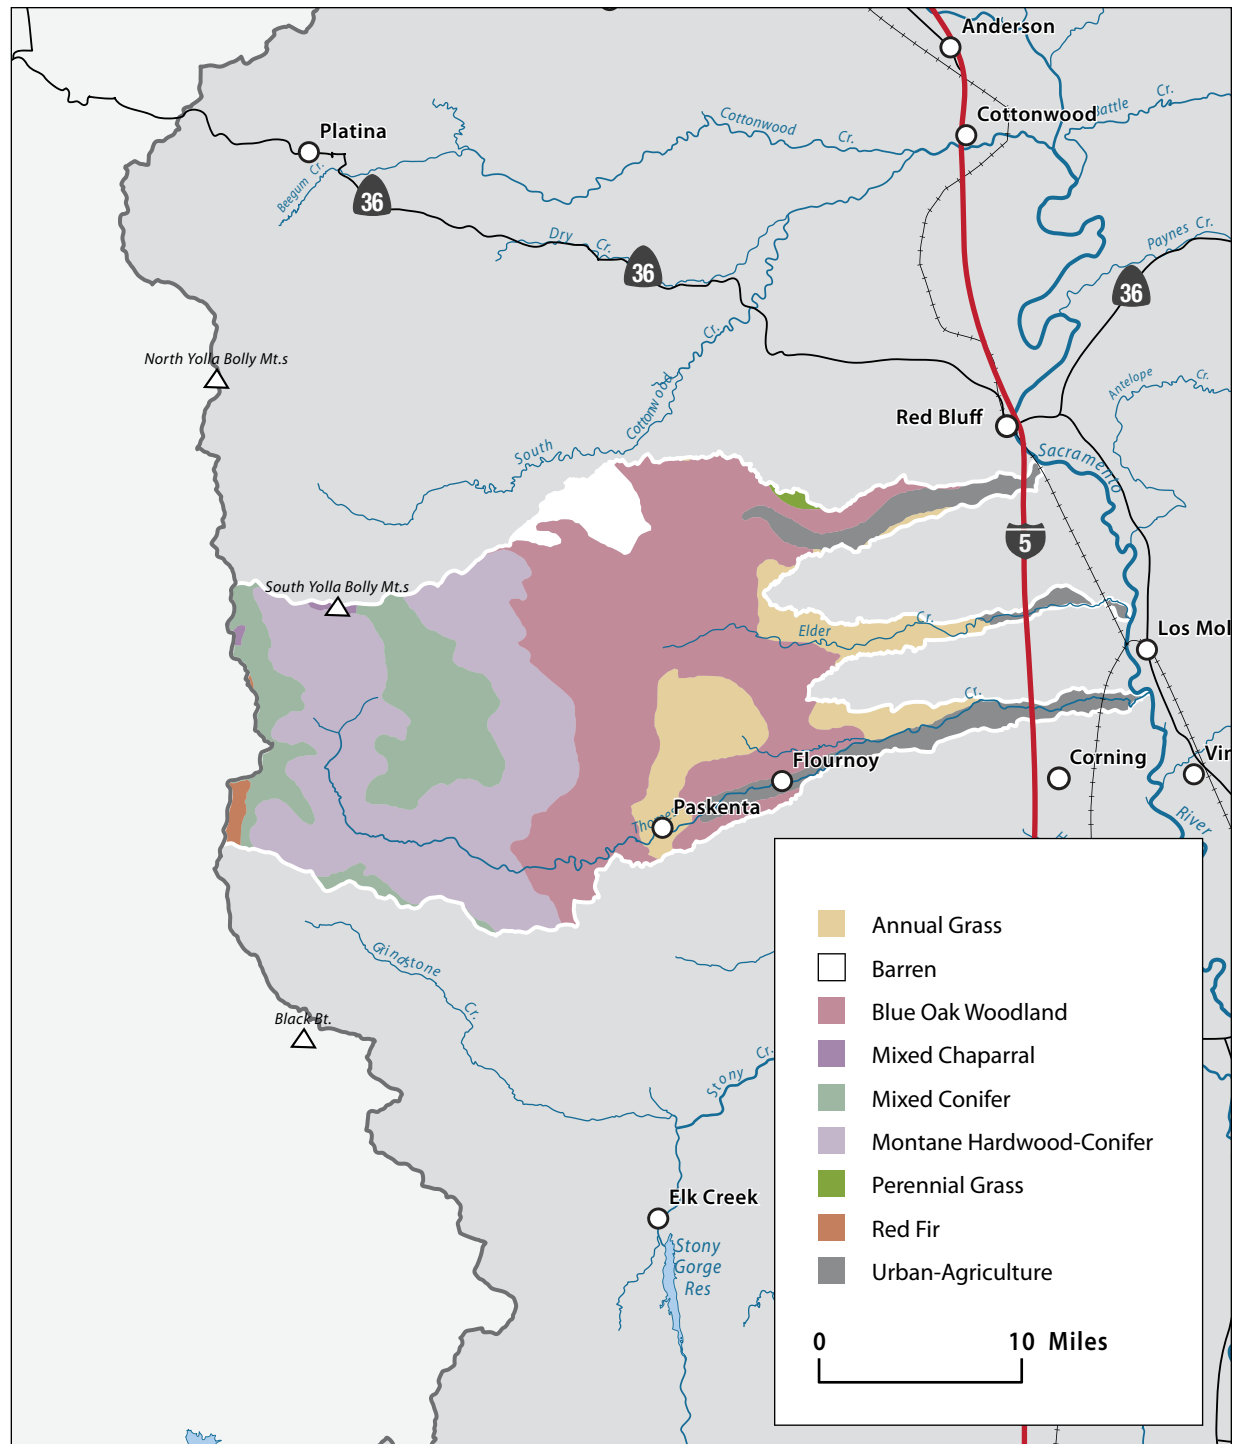 Anderson
Cottonwood
Battle Cr.
Cottonwood Cr.
Platina
Beegum Cr.
36
Dry Cr.
36
Paynes Cr.
36
North Yolla Bolly Mt.s
Cr.
Cottonwood
South
Antelope Cr.
Red Bluff
Sacramento
5
South Yolla Bolly Mt.s
Elder Cr.
Los Mol
Cr.
Corning
Vin
Flournoy
Paskenta
River
Grindstone
Cr.
Black Bt.
Stony Cr.
Elk Creek
Stony
Gorge
Res
Annual Grass
Barren
Blue Oak Woodland
Mixed Chaparral
Mixed Conifer
Montane Hardwood-Conifer
Perennial Grass
Red Fir
Urban-Agriculture
0 10 Miles